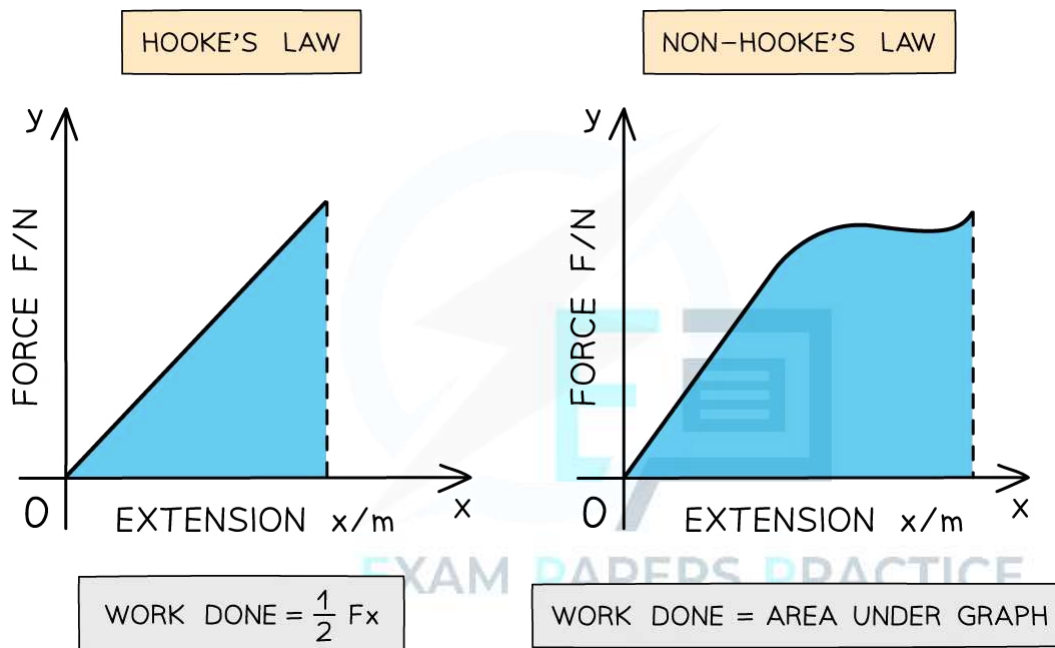 HOOKE'S LAW
NON-HOOKE'S LAW
y
FORCE F/N
0
EXTENSION x/m
x
y
FORCE F/N
0
EXTENSION x/m
x
EXAM PAPERS PRACTICE
WORK DONE = 1/2 Fx
WORK DONE = AREA UNDER GRAPH